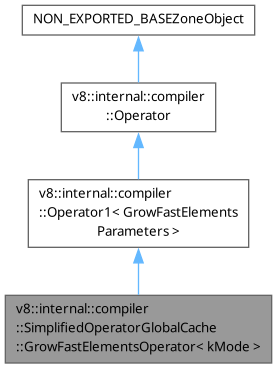 NON_EXPORTED_BASEZoneObject
v8::internal::compiler
::Operator
v8::internal::compiler
::Operator1< GrowFastElements
Parameters >
v8::internal::compiler
::SimplifiedOperatorGlobalCache
::GrowFastElementsOperator< kMode >